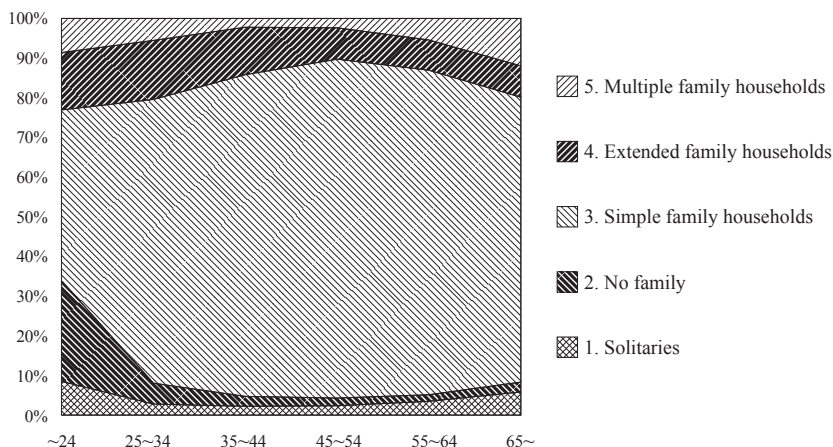 100%
90%
80%
70%
60%
50%
40%
30%
20%
10%
0%
~24 25~34 35~44 45~54 55~64 65~
5. Multiple family households
4. Extended family households
3. Simple family households
2. No family
1. Solitaries